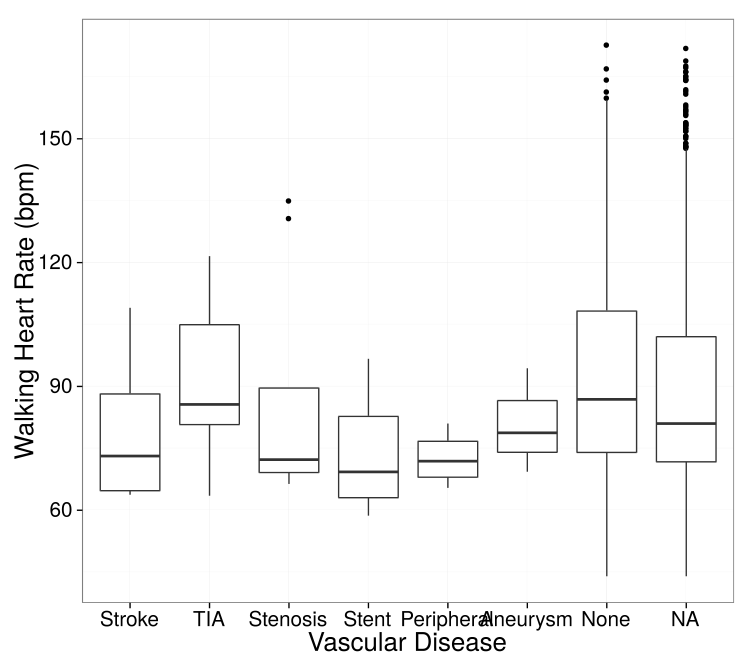 Walking Heart Rate (bpm)
150
120
90
60
Stroke TIA Stenosis Stent Peripheral Aneurysm None NA
Vascular Disease